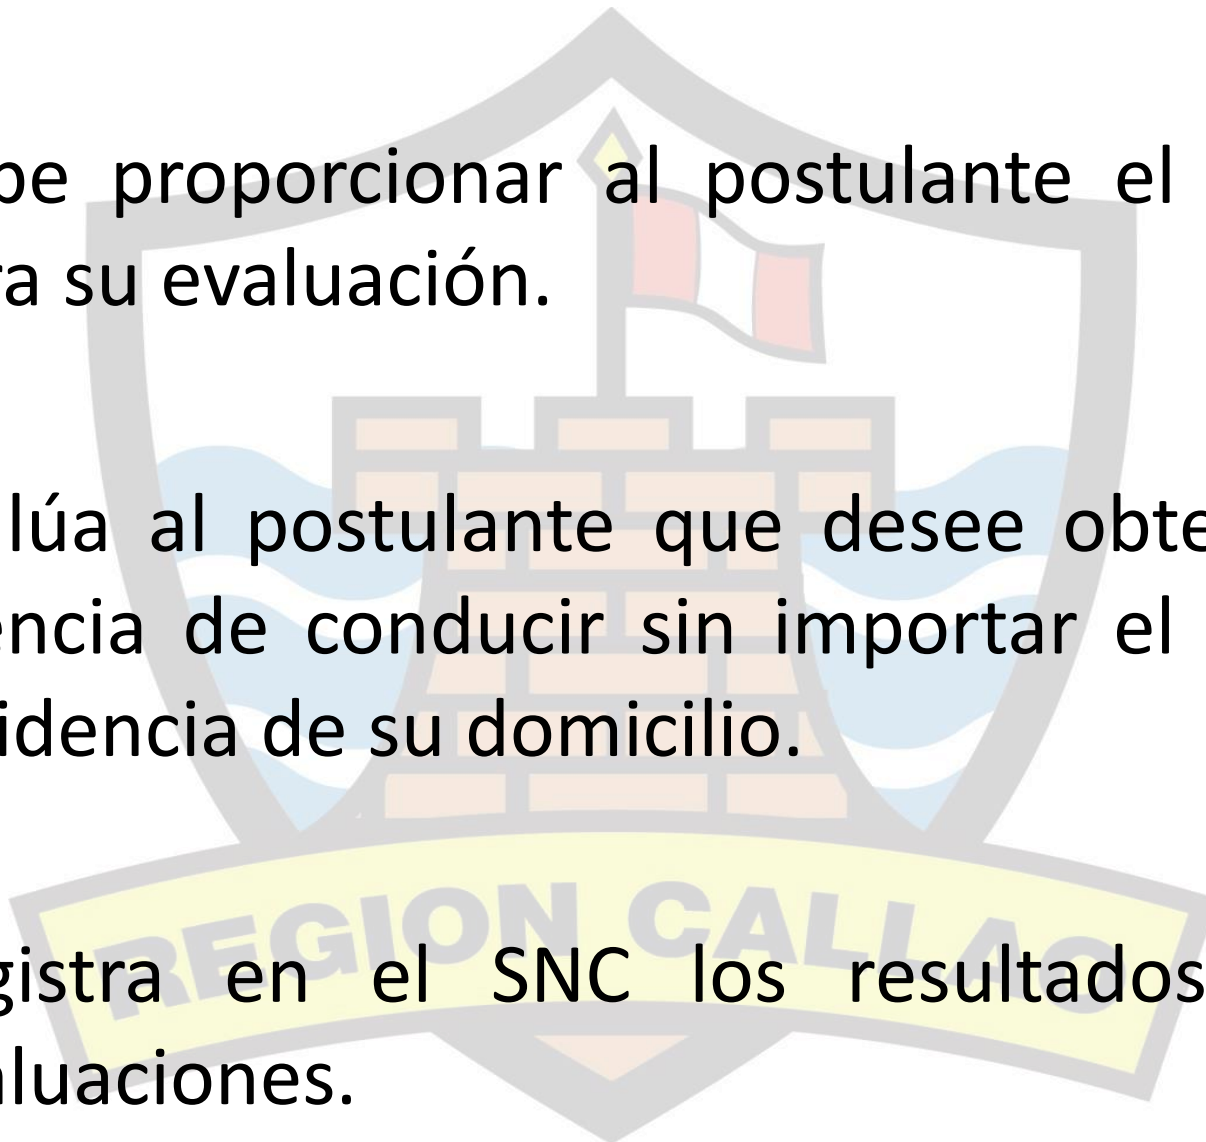 be proporcionar al postulante el
ra su evaluación.
lúa al postulante que desee obte
encia de conducir sin importar el
idencia de su domicilio.
gistra en el SNC los resultados
aluaciones.
REGION CALLAO